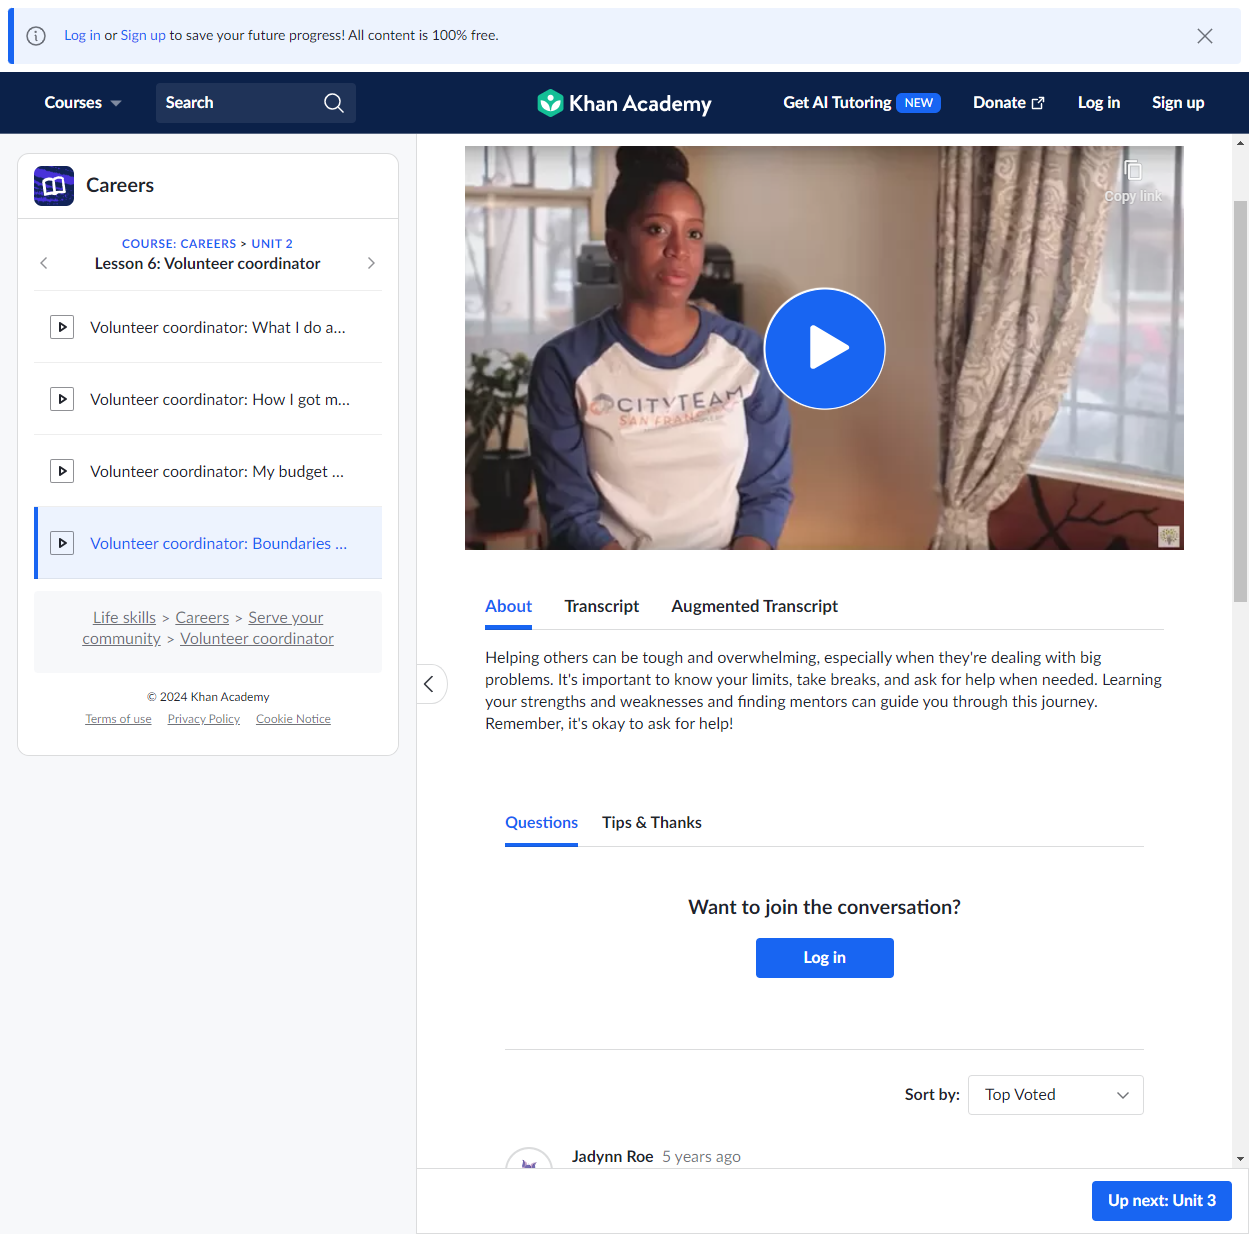 Log in or Sign up to save your future progress! All content is 100% free.
Courses
Search
Khan Academy
Get AI Tutoring NEW
Donate
Log in
Sign up
Careers
COURSE: CAREERS > UNIT 2
Lesson 6: Volunteer coordinator
Volunteer coordinator: What I do a...
Volunteer coordinator: How I got m...
Volunteer coordinator: My budget ...
Volunteer coordinator: Boundaries ...
Life skills > Careers > Serve your
community > Volunteer coordinator
© 2024 Khan Academy
Terms of use Privacy Policy Cookie Notice
Copy link
CITYTEAM
SAN FRANC
About Transcript Augmented Transcript
Helping others can be tough and overwhelming, especially when they're dealing with big
problems. It's important to know your limits, take breaks, and ask for help when needed. Learning
your strengths and weaknesses and finding mentors can guide you through this journey.
Remember, it's okay to ask for help!
Questions Tips & Thanks
Want to join the conversation?
Log in
Sort by: Top Voted
Jadynn Roe 5 years ago
Up next: Unit 3